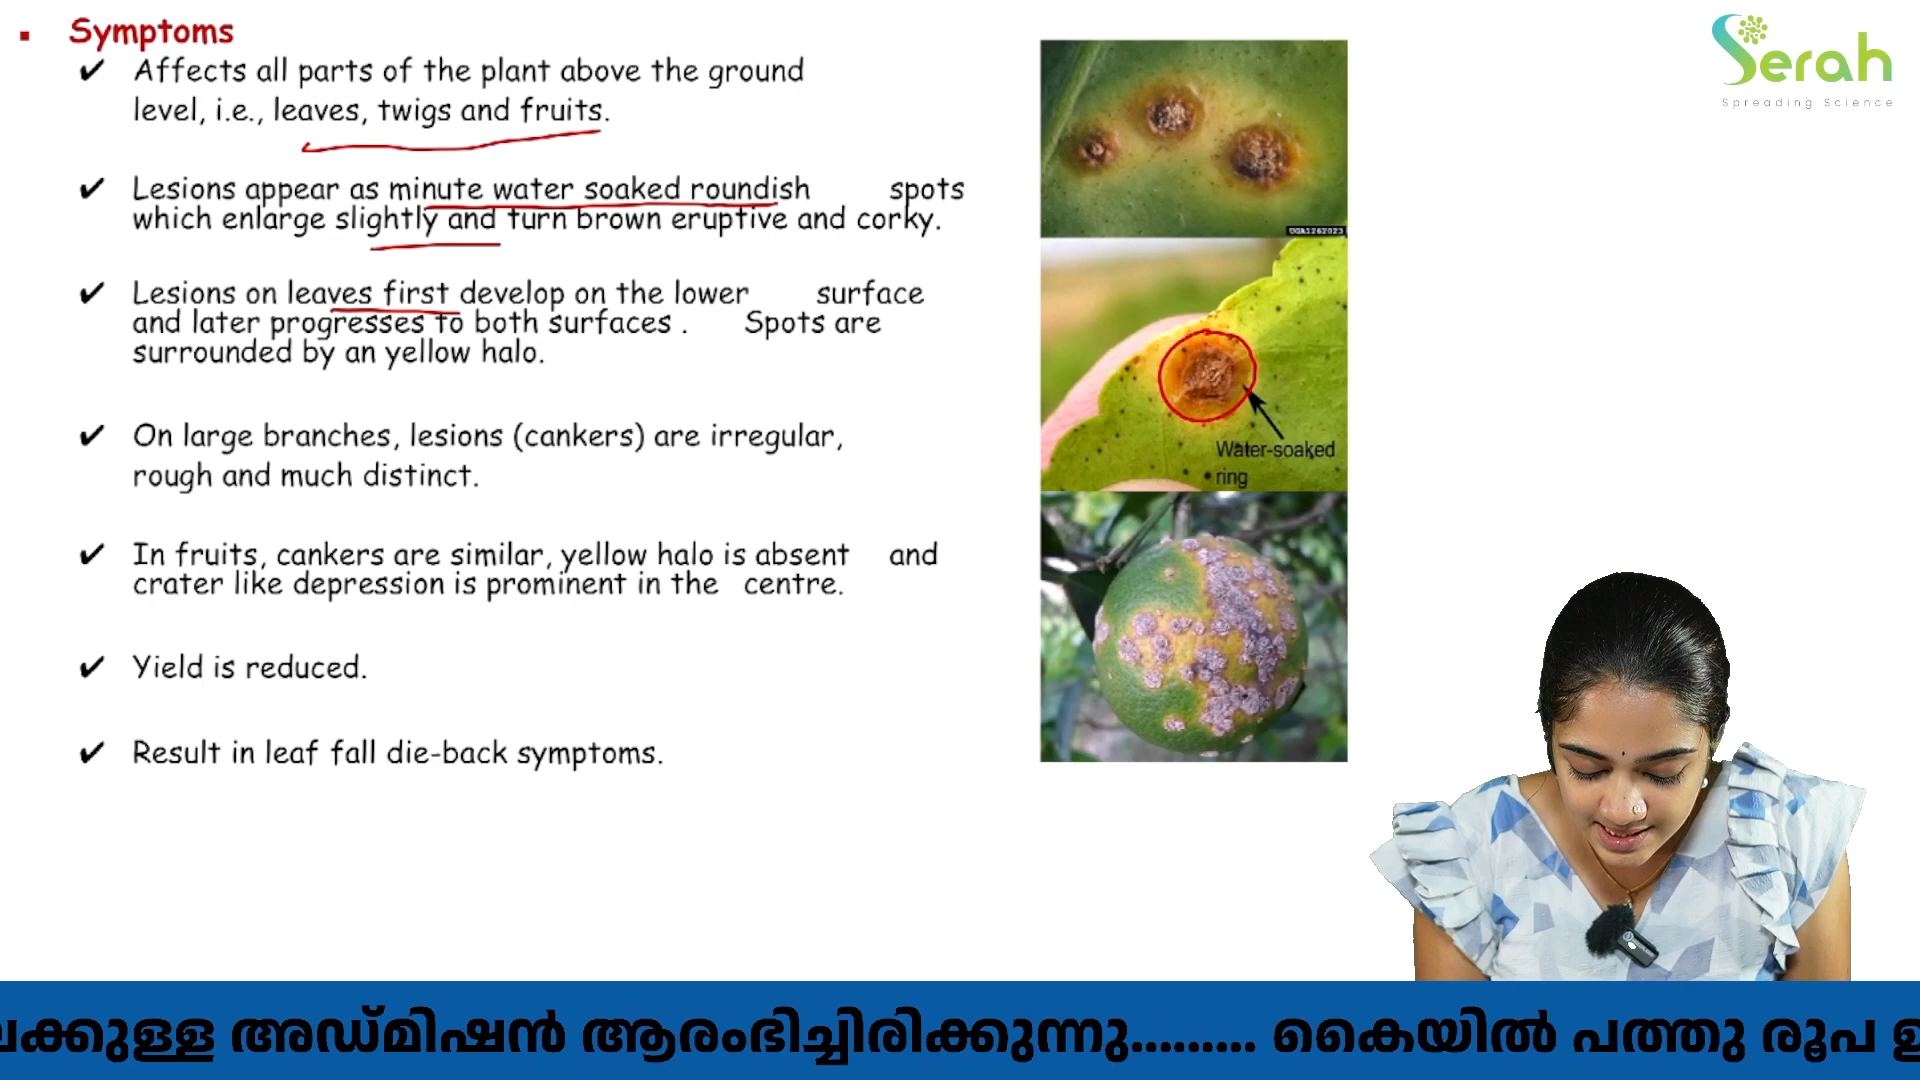 Symptoms
✔ Affects all parts of the plant above the ground
level, i.e., leaves, twigs and fruits.
✔ Lesions appear as minute water soaked roundish spots
which enlarge slightly and turn brown eruptive and corky.
✔ Lesions on leaves first develop on the lower surface
and later progresses to both surfaces . Spots are
surrounded by an yellow halo.
✔ On large branches, lesions (cankers) are irregular,
rough and much distinct.
✔ In fruits, cankers are similar, yellow halo is absent and
crater like depression is prominent in the centre.
✔ Yield is reduced.
✔ Result in leaf fall die-back symptoms.
UGA1262023
Water-soaked
ring
Serah
Spreading Science
അഡ്മിഷൻ ആരംഭിച്ചിരിക്കുന്നു......... കൈയിൽ പത്തു രൂപ